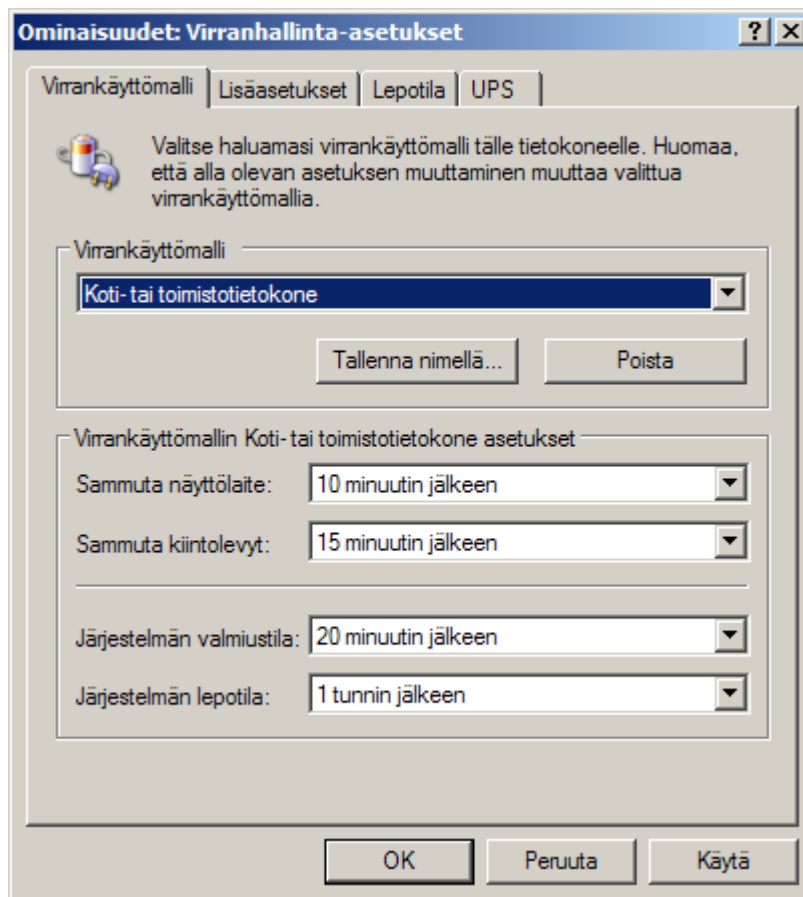 Ominaisuudet: Virranhallinta-asetukset
Virrankäyttömalli Lisäasetukset Lepotila UPS
Valitse haluamasi virrankäyttömalli tälle tietokoneelle. Huomaa,
että alla olevan asetuksen muuttaminen muuttaa valittua
virrankäyttömallia.
Virrankäyttömalli
Koti- tai toimistotietokone
Tallenna nimellä... Poista
Virrankäyttömallin Koti- tai toimistotietokone asetukset
Sammuta näyttölaite: 10 minuutin jälkeen
Sammuta kiintolevyt: 15 minuutin jälkeen
Järjestelmän valmiustila: 20 minuutin jälkeen
Järjestelmän lepotila: 1 tunnin jälkeen
OK Peruuta Käytä